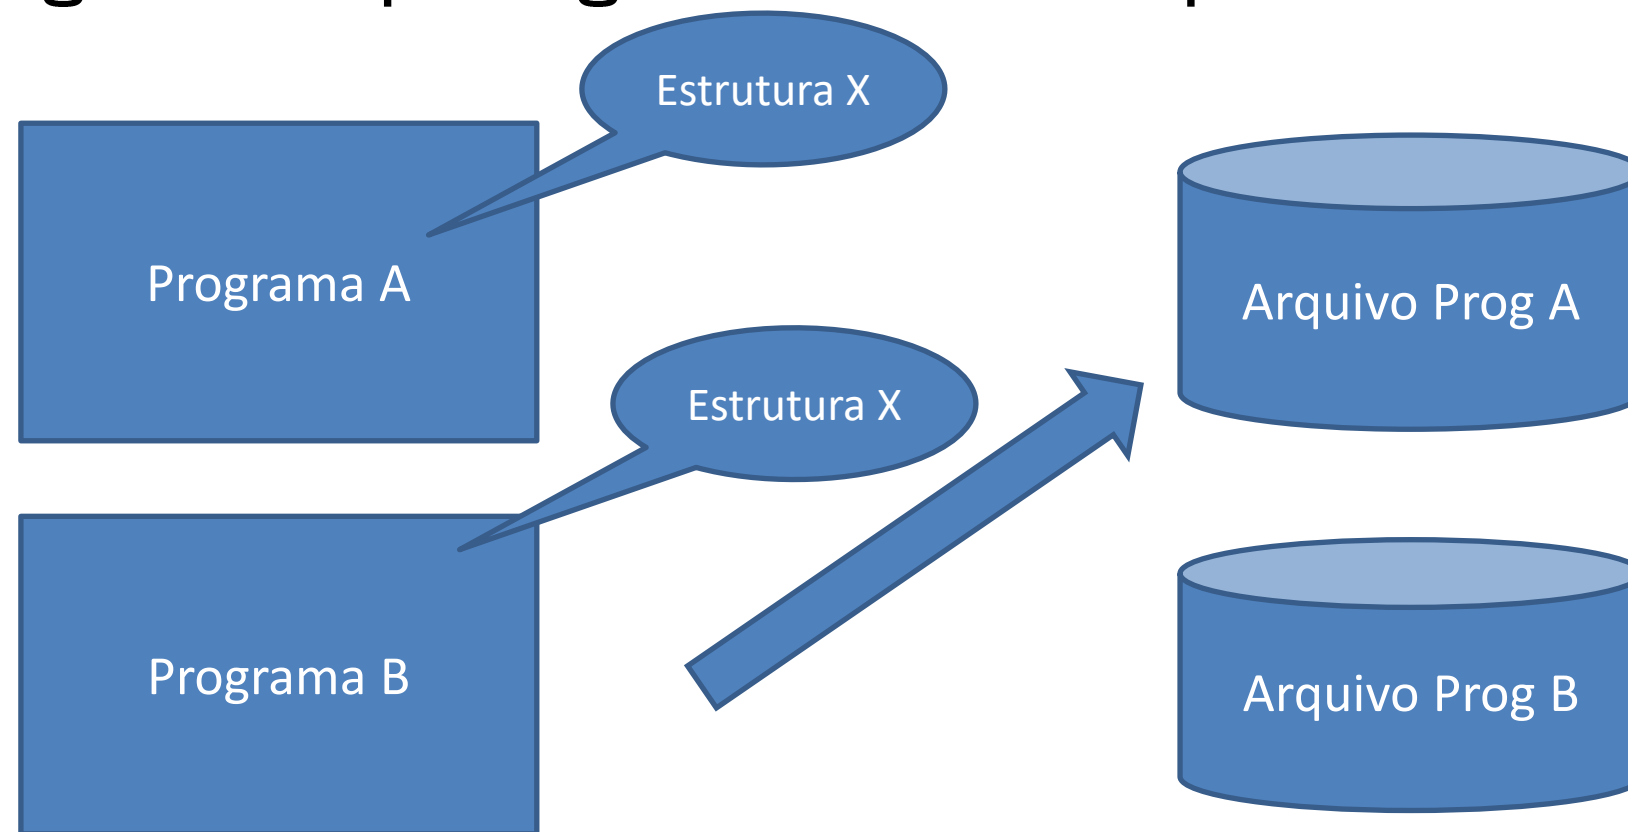 Estrutura X
Programa A
Arquivo Prog A
Estrutura X
Programa B
Arquivo Prog B